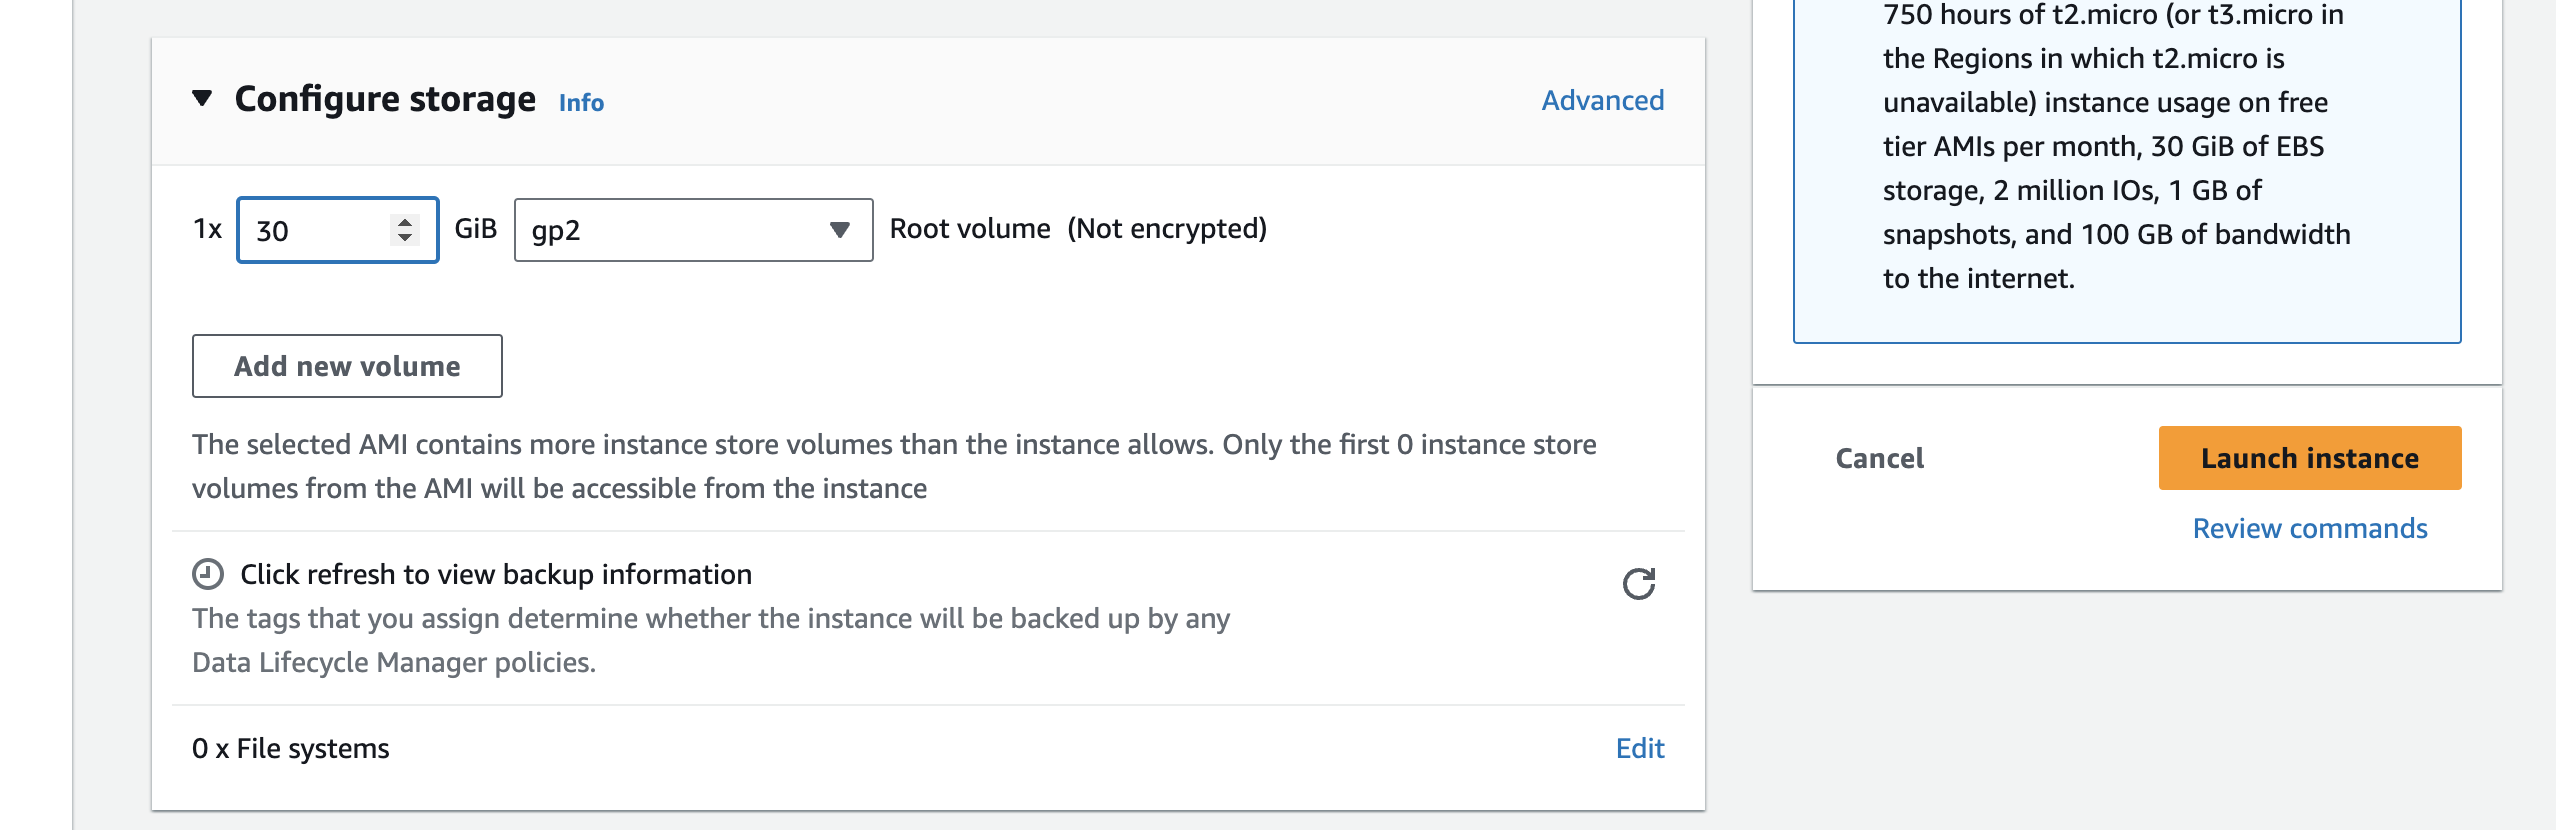 Configure storage Info Advanced
1x 30 GiB gp2 Root volume (Not encrypted)
Add new volume
The selected AMI contains more instance store volumes than the instance allows. Only the first 0 instance store
volumes from the AMI will be accessible from the instance
Click refresh to view backup information
The tags that you assign determine whether the instance will be backed up by any
Data Lifecycle Manager policies.
0 x File systems Edit
750 hours of t2.micro (or t3.micro in
the Regions in which t2.micro is
unavailable) instance usage on free
tier AMIs per month, 30 GiB of EBS
storage, 2 million IOs, 1 GB of
snapshots, and 100 GB of bandwidth
to the internet.
Cancel Launch instance
Review commands